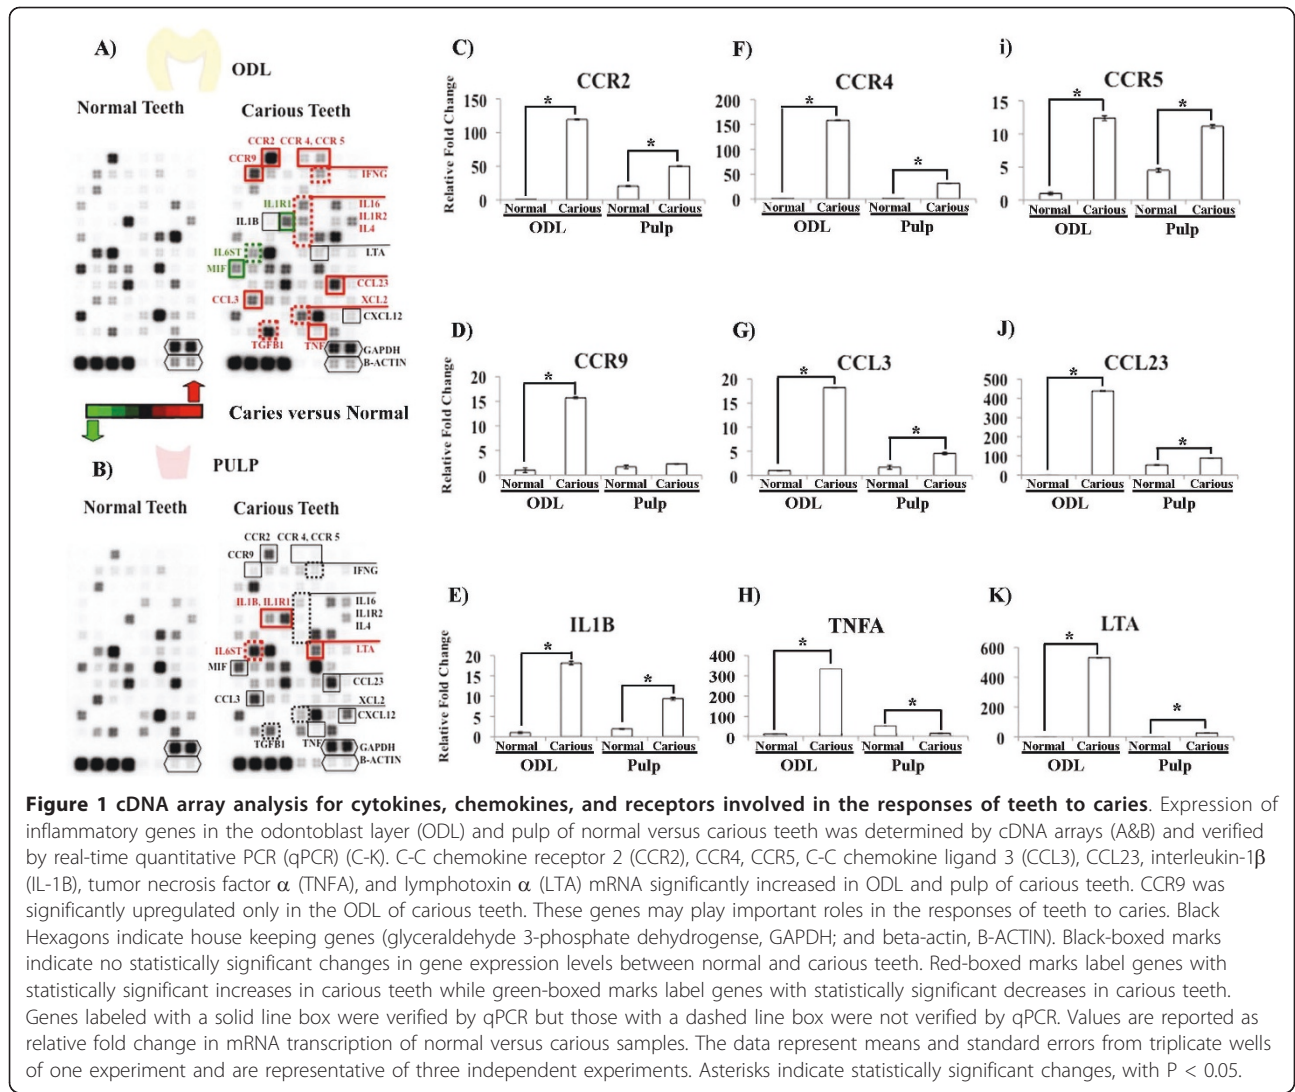 A)
ODL
Normal Teeth
Carious Teeth
CCR2 CCR 4, CCR 5
CCR9
IFNG
IL16
IL1R1
IL1B
IL1R2
IL4
IL6ST
LTA
MIF
CCL23
CCL3
XCL2
CXCL12
TGFB1
TNF
GAPDH
B-ACTIN
Caries versus Normal
B)
PULP
Normal Teeth
Carious Teeth
CCR2 CCR 4, CCR 5
CCR9
IFNG
IL1B, IL1R1
IL16
IL1R2
IL4
IL6ST
LTA
MIF
CCL23
CCL3
XCL2
CXCL12
TGFB1
TNF
GAPDH
B-ACTIN
C)
CCR2
Relative Fold Change
150
100
50
0
*
*
Normal Carious Normal Carious
ODL Pulp
F)
CCR4
200
150
100
50
0
*
*
Normal Carious Normal Carious
ODL Pulp
i)
CCR5
15
10
5
0
*
*
Normal Carious Normal Carious
ODL Pulp
D)
CCR9
Relative Fold Change
20
15
10
5
0
*
Normal Carious Normal Carious
ODL Pulp
G)
CCL3
20
15
10
5
0
*
*
Normal Carious Normal Carious
ODL Pulp
J)
CCL23
500
400
300
200
100
0
*
*
Normal Carious Normal Carious
ODL Pulp
E)
IL1B
Relative Fold Change
20
15
10
5
0
*
*
Normal Carious Normal Carious
ODL Pulp
H)
TNFA
400
300
200
100
0
*
*
Normal Carious Normal Carious
ODL Pulp
K)
LTA
600
400
200
0
*
*
Normal Carious Normal Carious
ODL Pulp
Figure 1 cDNA array analysis for cytokines, chemokines, and receptors involved in the responses of teeth to caries. Expression of
inflammatory genes in the odontoblast layer (ODL) and pulp of normal versus carious teeth was determined by cDNA arrays (A&B) and verified
by real-time quantitative PCR (qPCR) (C-K). C-C chemokine receptor 2 (CCR2), CCR4, CCR5, C-C chemokine ligand 3 (CCL3), CCL23, interleukin-1β
(IL-1B), tumor necrosis factor α (TNFA), and lymphotoxin α (LTA) mRNA significantly increased in ODL and pulp of carious teeth. CCR9 was
significantly upregulated only in the ODL of carious teeth. These genes may play important roles in the responses of teeth to caries. Black
Hexagons indicate house keeping genes (glyceraldehyde 3-phosphate dehydrogense, GAPDH; and beta-actin, B-ACTIN). Black-boxed marks
indicate no statistically significant changes in gene expression levels between normal and carious teeth. Red-boxed marks label genes with
statistically significant increases in carious teeth while green-boxed marks label genes with statistically significant decreases in carious teeth.
Genes labeled with a solid line box were verified by qPCR but those with a dashed line box were not verified by qPCR. Values are reported as
relative fold change in mRNA transcription of normal versus carious samples. The data represent means and standard errors from triplicate wells
of one experiment and are representative of three independent experiments. Asterisks indicate statistically significant changes, with P < 0.05.